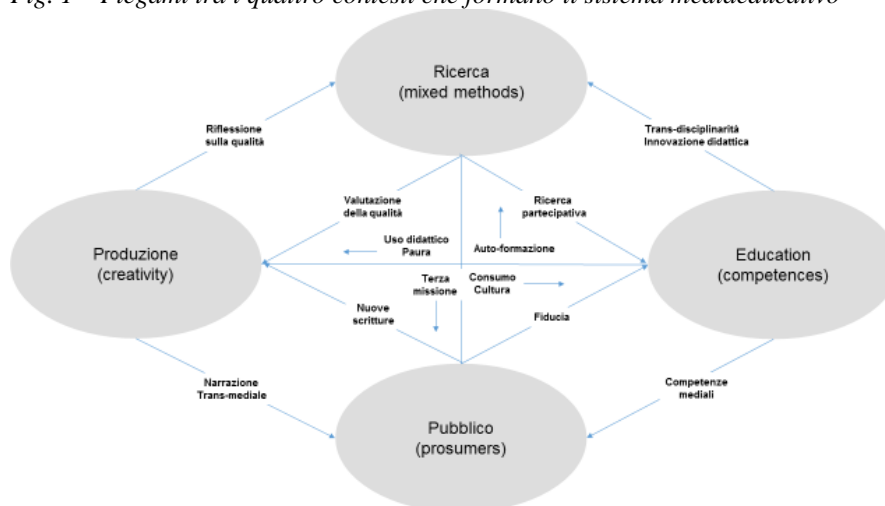 Fig. 1 – I legami tra i quattro contesti che formano il sistema mediaeducativo
Ricerca
(mixed methods)
Riflessione
sulla qualità
Trans-disciplinarità
Innovazione didattica
Valutazione
della qualità
Ricerca
partecipativa
Uso didattico
Paura
Auto-formazione
Produzione
(creativity)
Education
(competences)
Terza
missione
Consumo
Cultura
Nuove
scritture
Fiducia
Narrazione
Trans-mediale
Competenze
mediali
Pubblico
(prosumers)